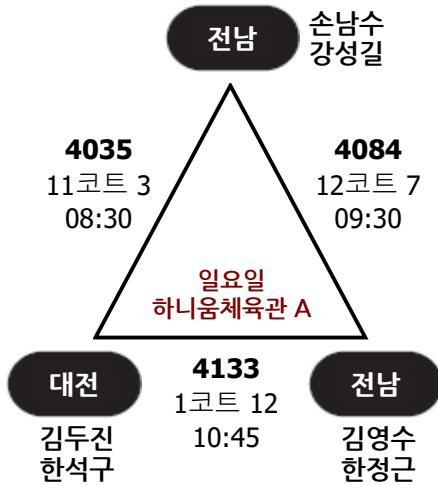 전남
손남수
강성길
4035
11코트 3
08:30
4084
12코트 7
09:30
일요일
하니움체육관 A
대전
김두진
한석구
4133
1코트 12
10:45
전남
김영수
한정근